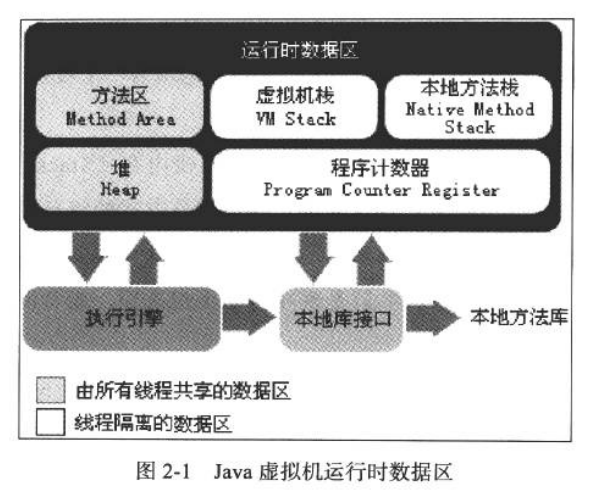 运行时数据区
方法区
Method Area
虚拟机栈
VM Stack
本地方法栈
Native Method
Stack
堆
Heap
程序计数器
Program Counter Register
执行引擎
本地库接口
本地方法库
由所有线程共享的数据区
线程隔离的数据区
图 2-1 Java 虚拟机运行时数据区